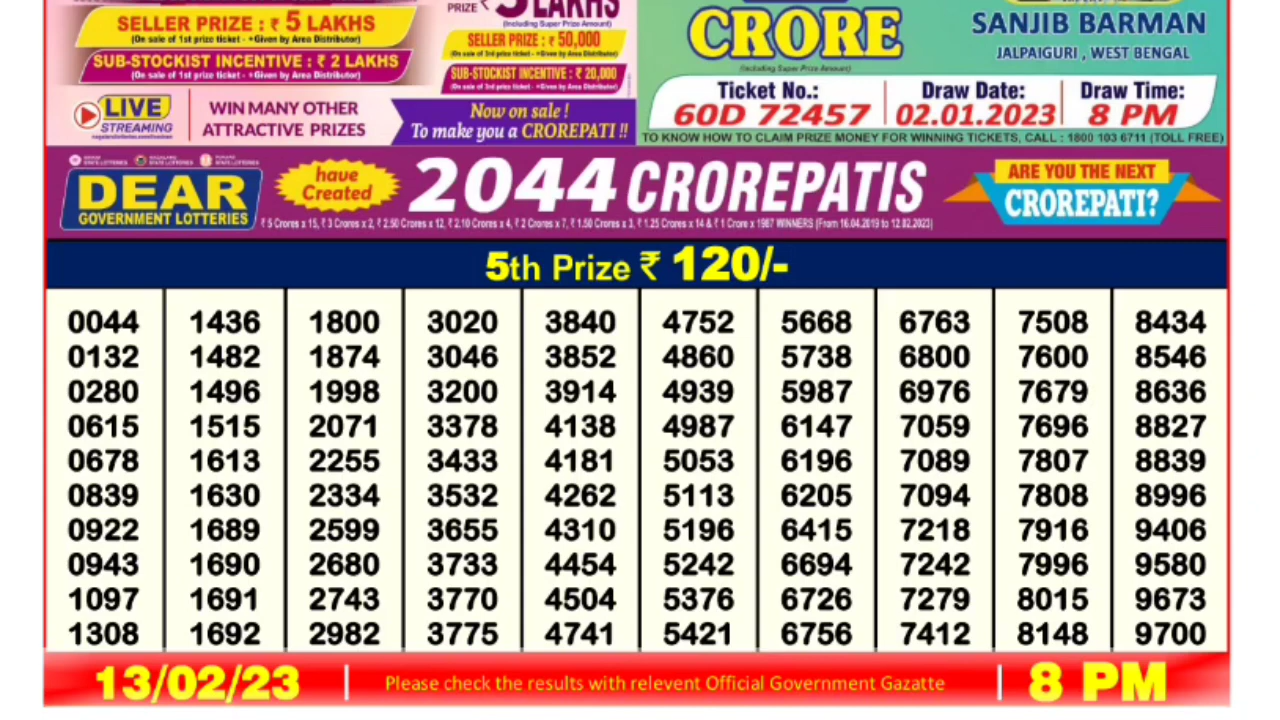 SELLER PRIZE : ₹ 5 LAKHS
(On sale of 1st prize ticket - *Given by Area Distributor)
SUB-STOCKIST INCENTIVE : ₹ 2 LAKHS
(On sale of 1st prize ticket - *Given by Area Distributor)
PRIZE ₹ 5 LAKHS
(Including Super Prize Amount)
SELLER PRIZE : ₹ 50,000
(On sale of 3rd prize ticket - *Given by Area Distributor)
SUB-STOCKIST INCENTIVE : ₹ 20,000
(On sale of 3rd prize ticket - *Given by Area Distributor)
CRORE
(Including Super Prize Amount)
SANJIB BARMAN
JALPAIGURI , WEST BENGAL
LIVE
STREAMING
WIN MANY OTHER
ATTRACTIVE PRIZES
Now on sale !
To make you a CROREPATI !!
Ticket No.:
60D 72457
Draw Date:
02.01.2023
Draw Time:
8 PM
TO KNOW HOW TO CLAIM PRIZE MONEY FOR WINNING TICKETS, CALL : 1800 103 6711 (TOLL FREE)
DEAR
GOVERNMENT LOTTERIES
have
Created
2044 CROREPATIS
₹ 5 Crores x 15, ₹ 3 Crores x 2, ₹ 2.50 Crores x 12, ₹ 2.10 Crores x 4, ₹ 2 Crores x 7, ₹ 1.50 Crores x 3, ₹ 1.25 Crores x 14 & ₹ 1 Crore x 1987 WINNERS (From 16.04.2019 to 12.02.2023)
ARE YOU THE NEXT
CROREPATI?
5th Prize ₹ 120/-
0044 1436 1800 3020 3840 4752 5668 6763 7508 8434
0132 1482 1874 3046 3852 4860 5738 6800 7600 8546
0280 1496 1998 3200 3914 4939 5987 6976 7679 8636
0615 1515 2071 3378 4138 4987 6147 7059 7696 8827
0678 1613 2255 3433 4181 5053 6196 7089 7807 8839
0839 1630 2334 3532 4262 5113 6205 7094 7808 8996
0922 1689 2599 3655 4310 5196 6415 7218 7916 9406
0943 1690 2680 3733 4454 5242 6694 7242 7996 9580
1097 1691 2743 3770 4504 5376 6726 7279 8015 9673
1308 1692 2982 3775 4741 5421 6756 7412 8148 9700
13/02/23
Please check the results with relevent Official Government Gazatte
8 PM